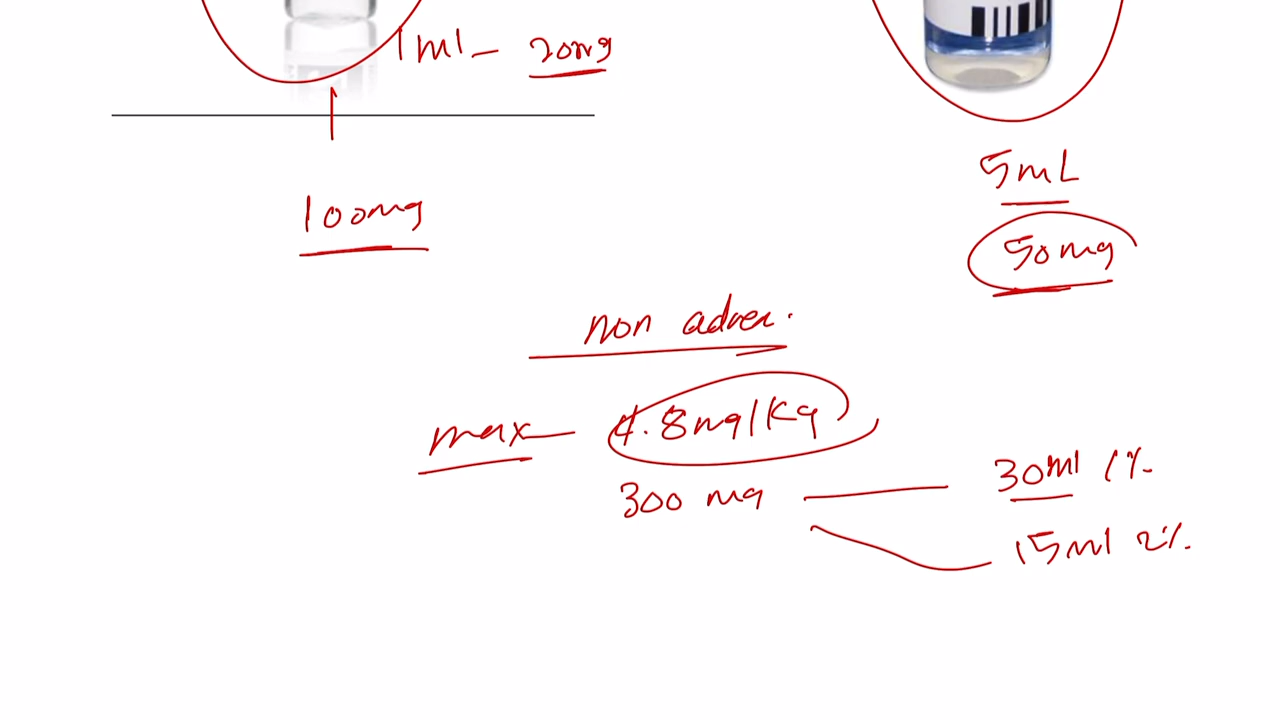 1ml - 20mg
100mg
5mL
50mg
non adren.
max - 4.8mg/kg
300 mg
30ml 1%
15ml 2%.